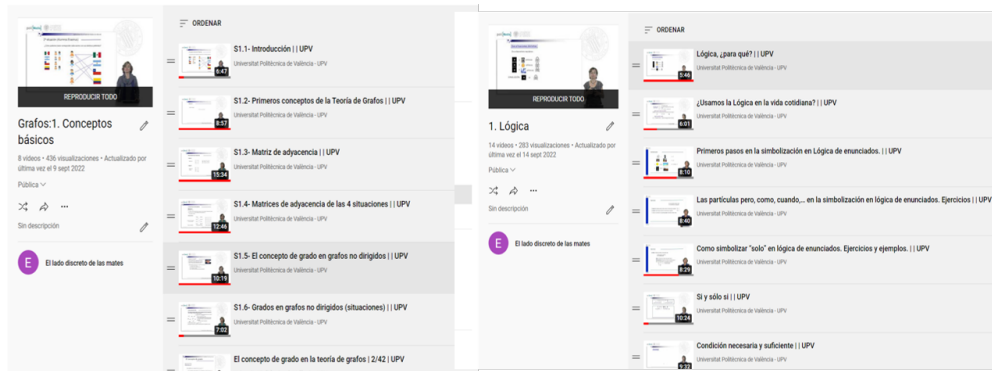 REPRODUCIR TODO
Grafos:1. Conceptos
básicos
8 vídeos • 436 visualizaciones • Actualizado por
última vez el 9 sept 2022
Pública
Sin descripción
E
El lado discreto de las mates
ORDENAR
S1.1- Introducción | | UPV
Universitat Politècnica de València - UPV
6:47
S1.2- Primeros conceptos de la Teoría de Grafos | | UPV
Universitat Politècnica de València - UPV
8:57
S1.3- Matriz de adyacencia | | UPV
Universitat Politècnica de València - UPV
15:34
S1.4- Matrices de adyacencia de las 4 situaciones | | UPV
Universitat Politècnica de València - UPV
12:46
S1.5- El concepto de grado en grafos no dirigidos | | UPV
Universitat Politècnica de València - UPV
10:19
S1.6- Grados en grafos no dirigidos (situaciones) | | UPV
Universitat Politècnica de València - UPV
7:02
El concepto de grado en la teoría de grafos | 2/42 | UPV
REPRODUCIR TODO
1. Lógica
14 vídeos • 283 visualizaciones • Actualizado por
última vez el 14 sept 2022
Pública
Sin descripción
E
El lado discreto de las mates
ORDENAR
Lógica, ¿para qué? | | UPV
Universitat Politècnica de València - UPV
5:46
¿Usamos la Lógica en la vida cotidiana? | | UPV
Universitat Politècnica de València - UPV
6:01
Primeros pasos en la simbolización en Lógica de enunciados. | | UPV
Universitat Politècnica de València - UPV
8:10
Las partículas pero, como, cuando,... en la simbolización en lógica de enunciados. Ejercicios | | UPV
Universitat Politècnica de València - UPV
8:40
Como simbolizar "solo" en lógica de enunciados. Ejercicios y ejemplos. | | UPV
Universitat Politècnica de València - UPV
8:29
Si y sólo si | | UPV
Universitat Politècnica de València - UPV
10:24
Condición necesaria y suficiente | | UPV
Universitat Politècnica de València - UPV
9:22